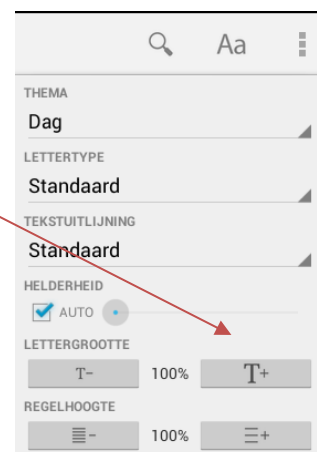 Aa
THEMA
Dag
LETTERTYPE
Standaard
TEKSTUITLIJNING
Standaard
HELDERHEID
AUTO
LETTERGROOTTE
T- 100% T+
REGELHOOGTE
- 100% +